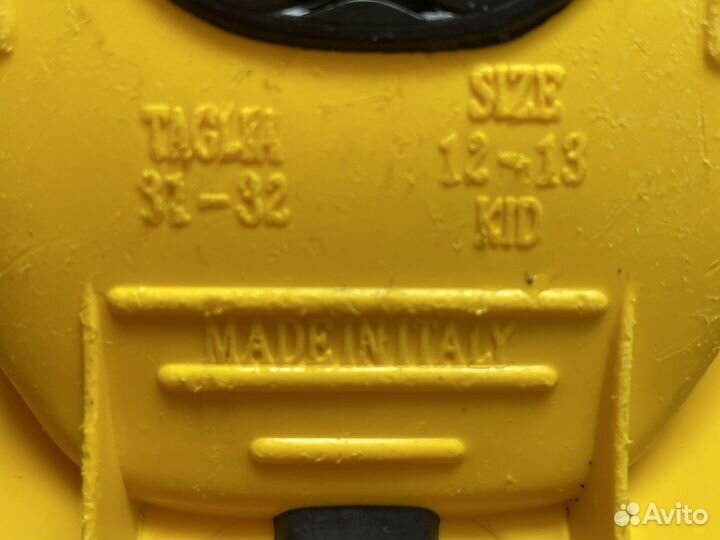 TAGLIA
31-32
SIZE
12-13
KID
MADE IN ITALY
Avito